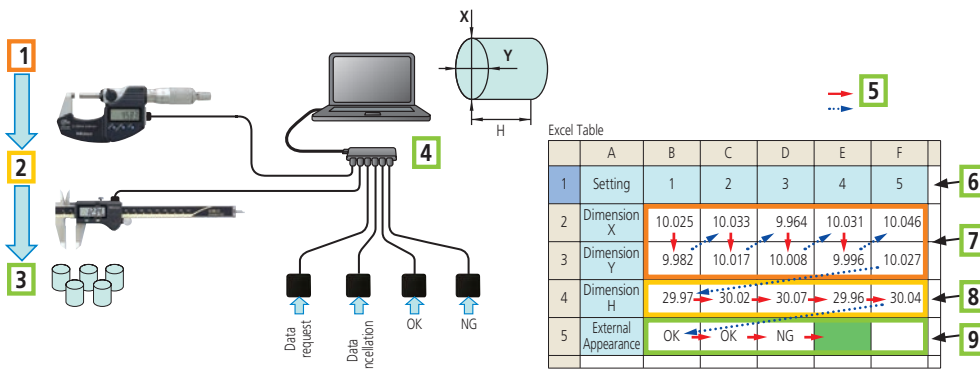 1
2
3
X
Y
H
4
Data
request
Data
ncellation
OK
NG
5
Excel Table
A B C D E F
1 Setting 1 2 3 4 5
2 Dimension X 10.025 10.033 9.964 10.031 10.046
3 Dimension Y 9.982 10.017 10.008 9.996 10.027
4 Dimension H 29.97 30.02 30.07 29.96 30.04
5 External Appearance OK OK NG
6
7
8
9